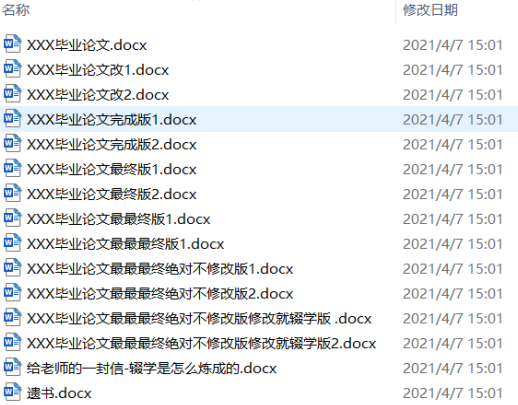 名称 修改日期
XXX毕业论文.docx 2021/4/7 15:01
XXX毕业论文改1.docx 2021/4/7 15:01
XXX毕业论文改2.docx 2021/4/7 15:01
XXX毕业论文完成版1.docx 2021/4/7 15:01
XXX毕业论文完成版2.docx 2021/4/7 15:01
XXX毕业论文最终版1.docx 2021/4/7 15:01
XXX毕业论文最终版2.docx 2021/4/7 15:01
XXX毕业论文最最终版1.docx 2021/4/7 15:01
XXX毕业论文最最最终版1.docx 2021/4/7 15:01
XXX毕业论文最最最终绝对不修改版1.docx 2021/4/7 15:01
XXX毕业论文最最最终绝对不修改版2.docx 2021/4/7 15:01
XXX毕业论文最最最终绝对不修改版修改就辍学版 .docx 2021/4/7 15:01
XXX毕业论文最最最终绝对不修改版修改就辍学版2.docx 2021/4/7 15:01
给老师的一封信-辍学是怎么炼成的.docx 2021/4/7 15:01
遗书.docx 2021/4/7 15:01